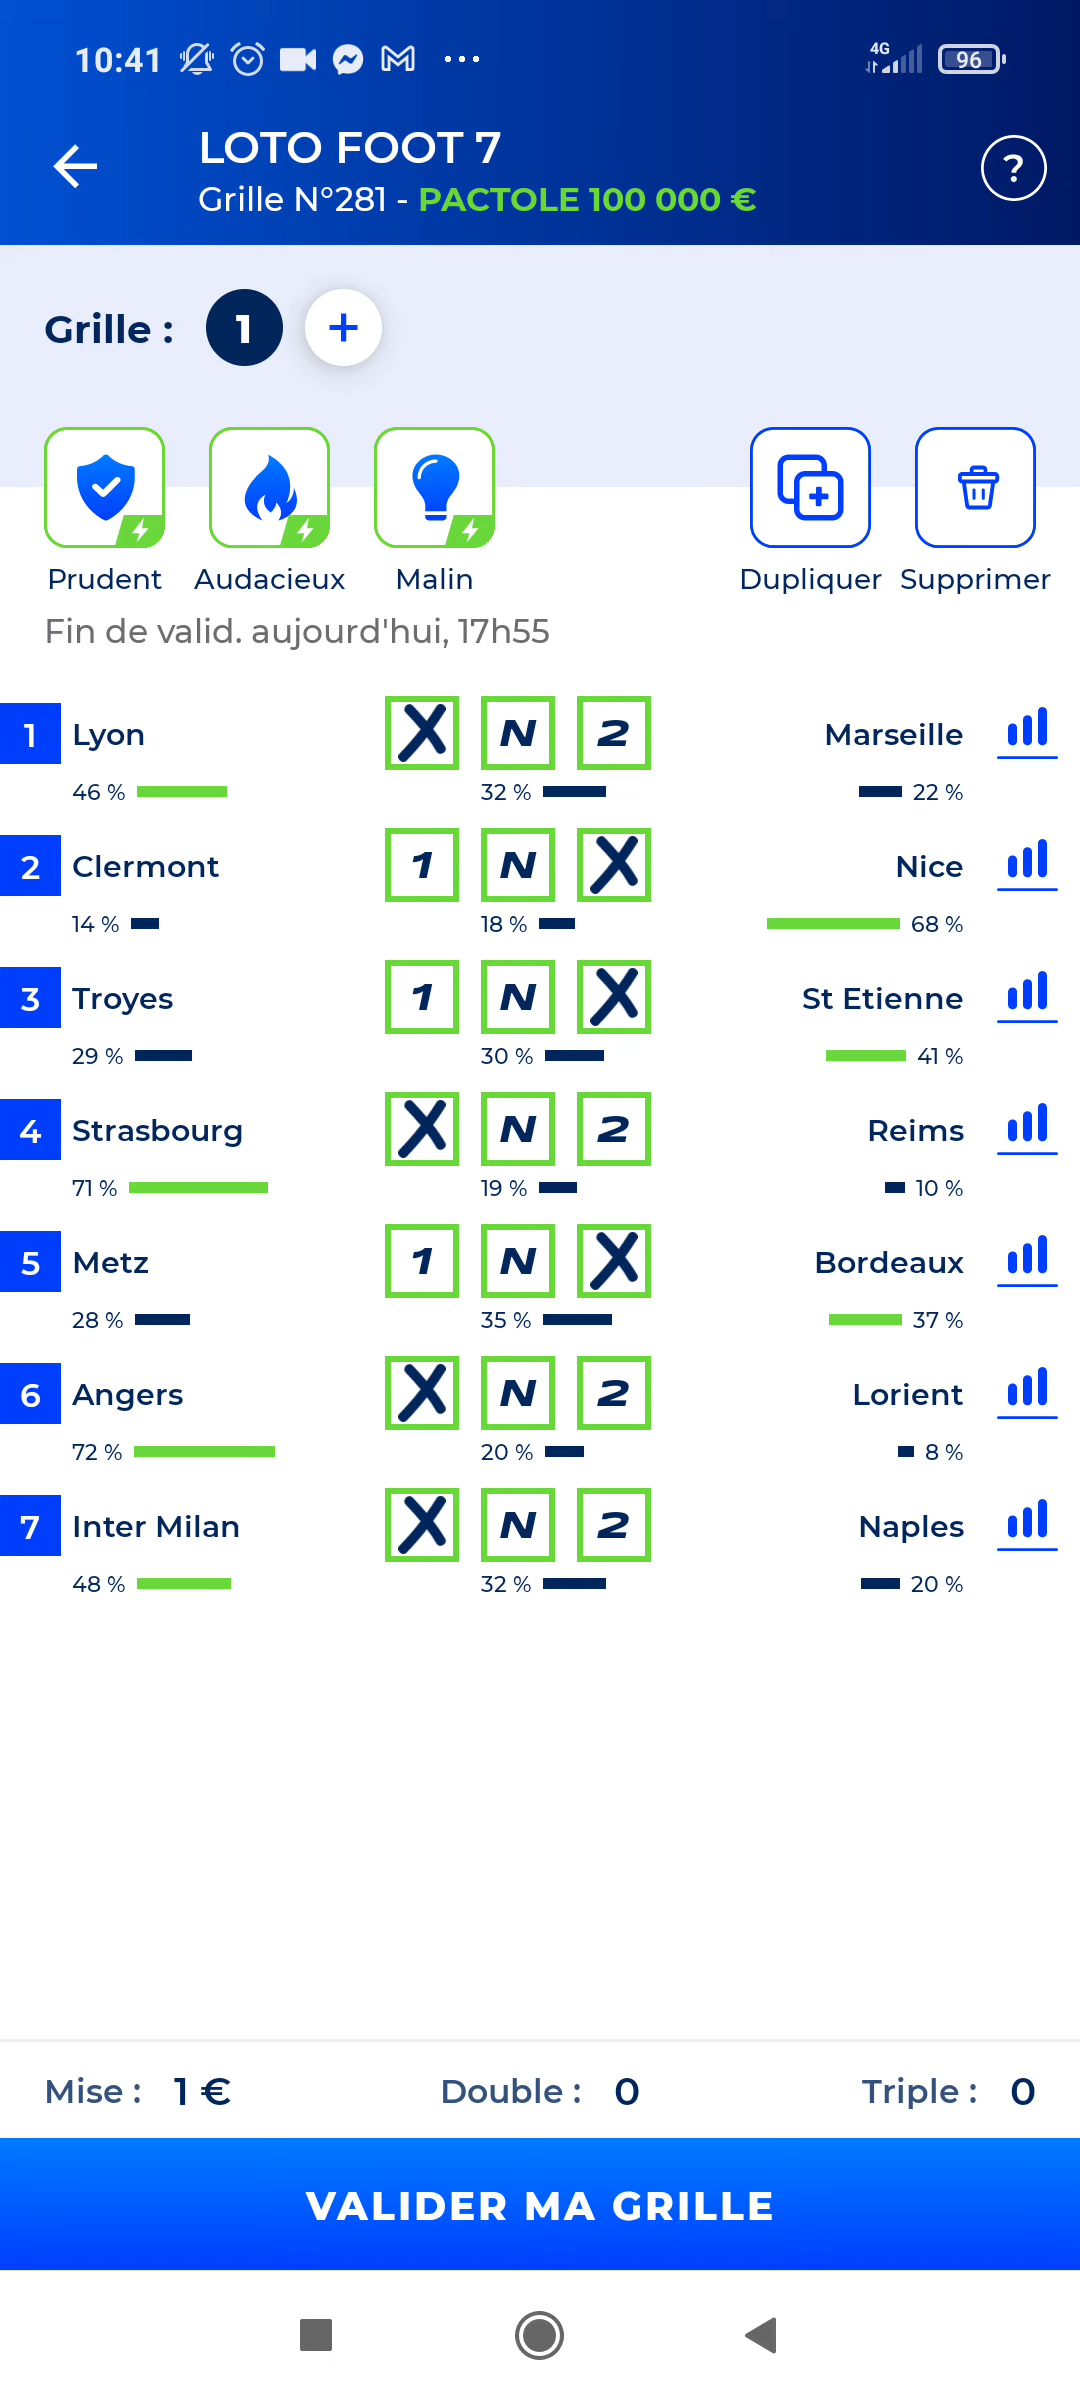 10:41 4G 96
LOTO FOOT 7
?
Grille N°281 - PACTOLE 100 000 €
Grille : 1 +
Prudent Audacieux Malin Dupliquer Supprimer
Fin de valid. aujourd'hui, 17h55
1 Lyon X N 2 Marseille
46 % 32 % 22 %
2 Clermont 1 N X Nice
14 % 18 % 68 %
3 Troyes 1 N X St Etienne
29 % 30 % 41 %
4 Strasbourg X N 2 Reims
71 % 19 % 10 %
5 Metz 1 N X Bordeaux
28 % 35 % 37 %
6 Angers X N 2 Lorient
72 % 20 % 8 %
7 Inter Milan X N 2 Naples
48 % 32 % 20 %
Mise : 1 € Double : 0 Triple : 0
VALIDER MA GRILLE